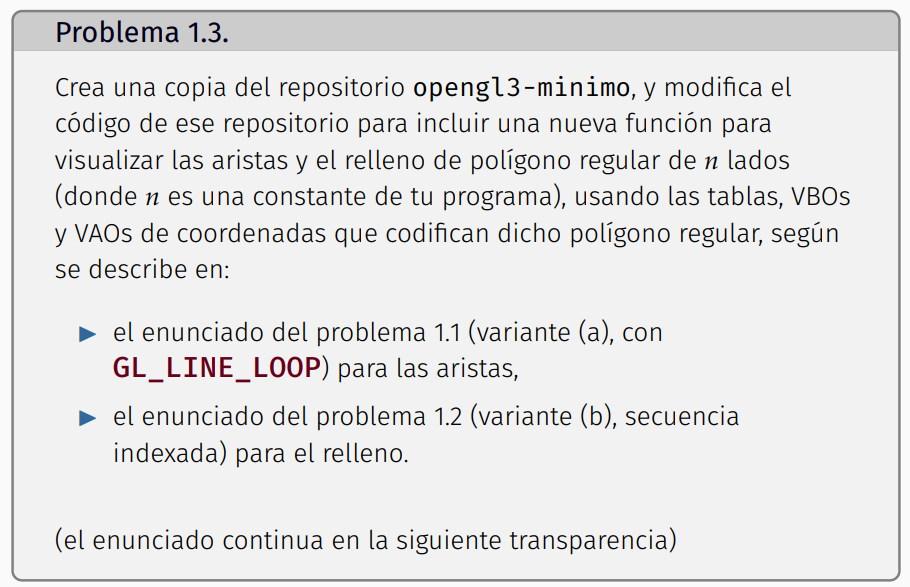 Problema 1.3.
Crea una copia del repositorio opengl3-minimo, y modifica el
código de ese repositorio para incluir una nueva función para
visualizar las aristas y el relleno de polígono regular de n lados
(donde n es una constante de tu programa), usando las tablas, VBOs
y VAOs de coordenadas que codifican dicho polígono regular, según
se describe en:
▶ el enunciado del problema 1.1 (variante (a), con
GL_LINE_LOOP) para las aristas,
▶ el enunciado del problema 1.2 (variante (b), secuencia
indexada) para el relleno.
(el enunciado continua en la siguiente transparencia)